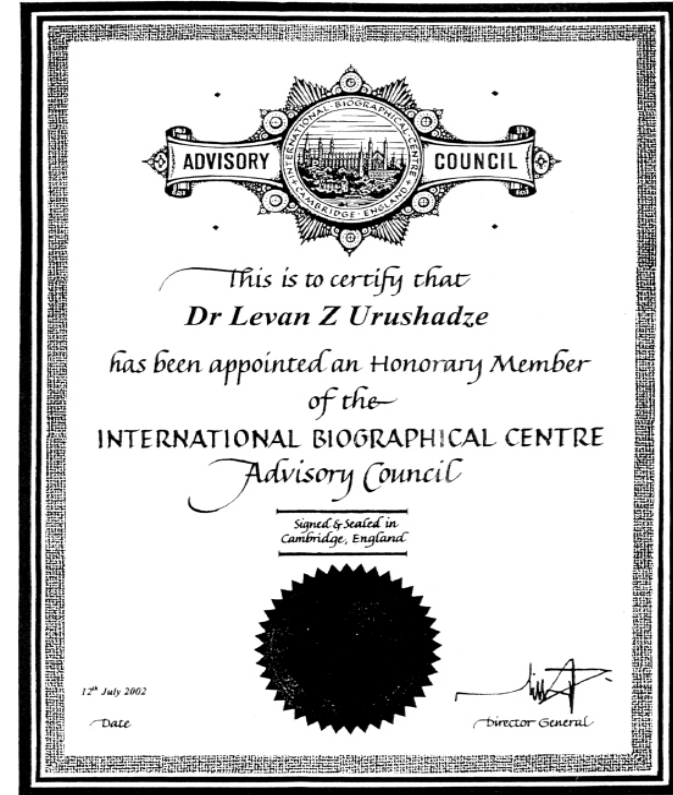 ADVISORY COUNCIL
INTERNATIONAL · BIOGRAPHICAL · CENTRE
CAMBRIDGE · ENGLAND
This is to certify that
Dr Levan Z Urushadze
has been appointed an Honorary Member
of the
INTERNATIONAL BIOGRAPHICAL CENTRE
Advisory Council
Signed & Sealed in
Cambridge, England
12th July 2002
Date
Director General